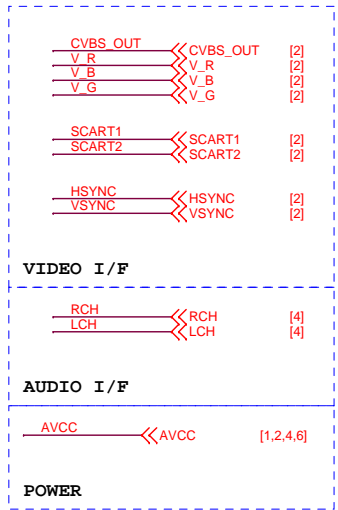 CVBS_OUT CVBS_OUT [2]
V_R V_R [2]
V_B V_B [2]
V_G V_G [2]
SCART1 SCART1 [2]
SCART2 SCART2 [2]
HSYNC HSYNC [2]
VSYNC VSYNC [2]
VIDEO I/F
RCH RCH [4]
LCH LCH [4]
AUDIO I/F
AVCC AVCC [1,2,4,6]
POWER